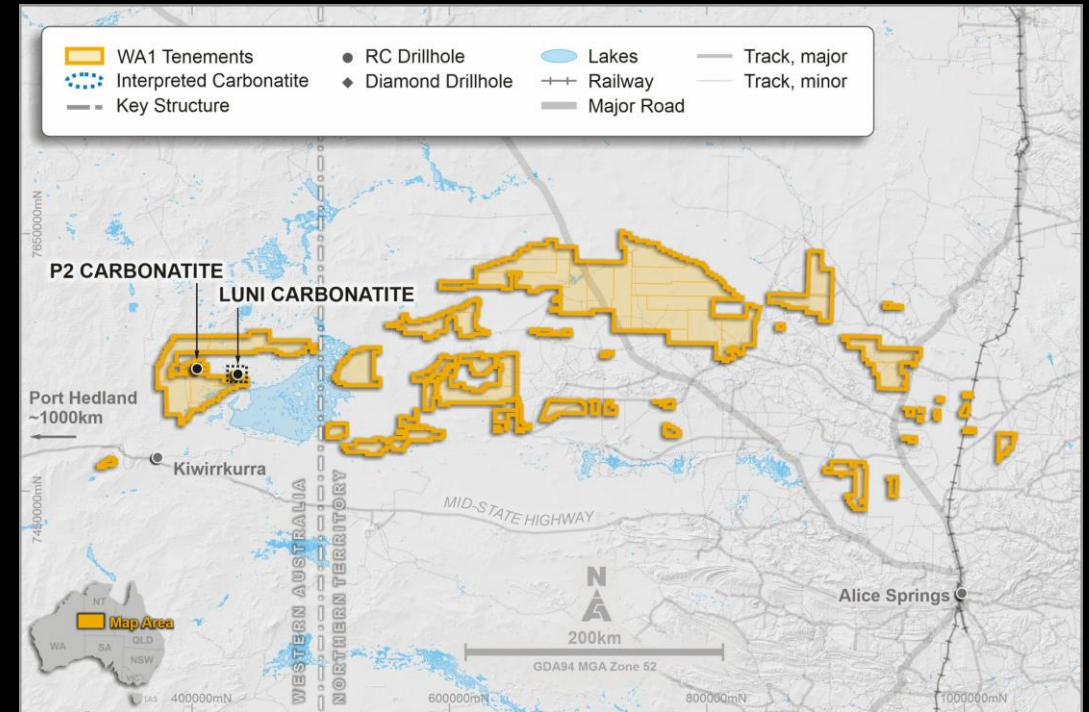 WA1 Tenements
Interpreted Carbonatite
Key Structure
RC Drillhole
Diamond Drillhole
Lakes
Railway
Major Road
Track, major
Track, minor
7650000mN
P2 CARBONATITE
LUNI CARBONATITE
Port Hedland
~1000km
Kiwirrkurra
7450000mN
WESTERN AUSTRALIA
NORTHERN TERRITORY
MID-STATE HIGHWAY
Alice Springs
N
200km
GDA94 MGA Zone 52
Map Area
NT
WA
SA
QLD
NSW
TAS
400000mN
600000mN
800000mN
1000000mN